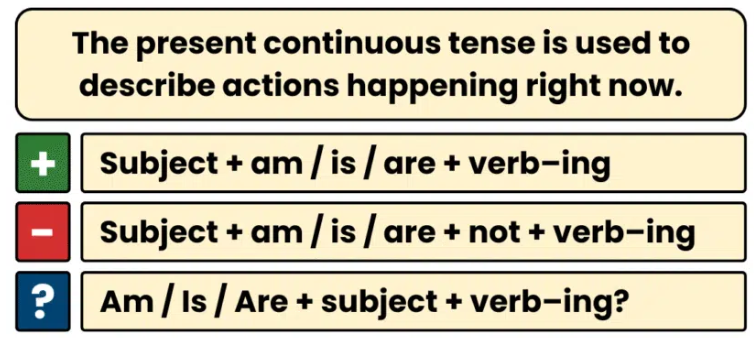 The present continuous tense is used to
describe actions happening right now.
+ Subject + am / is / are + verb–ing
– Subject + am / is / are + not + verb–ing
? Am / Is / Are + subject + verb–ing?